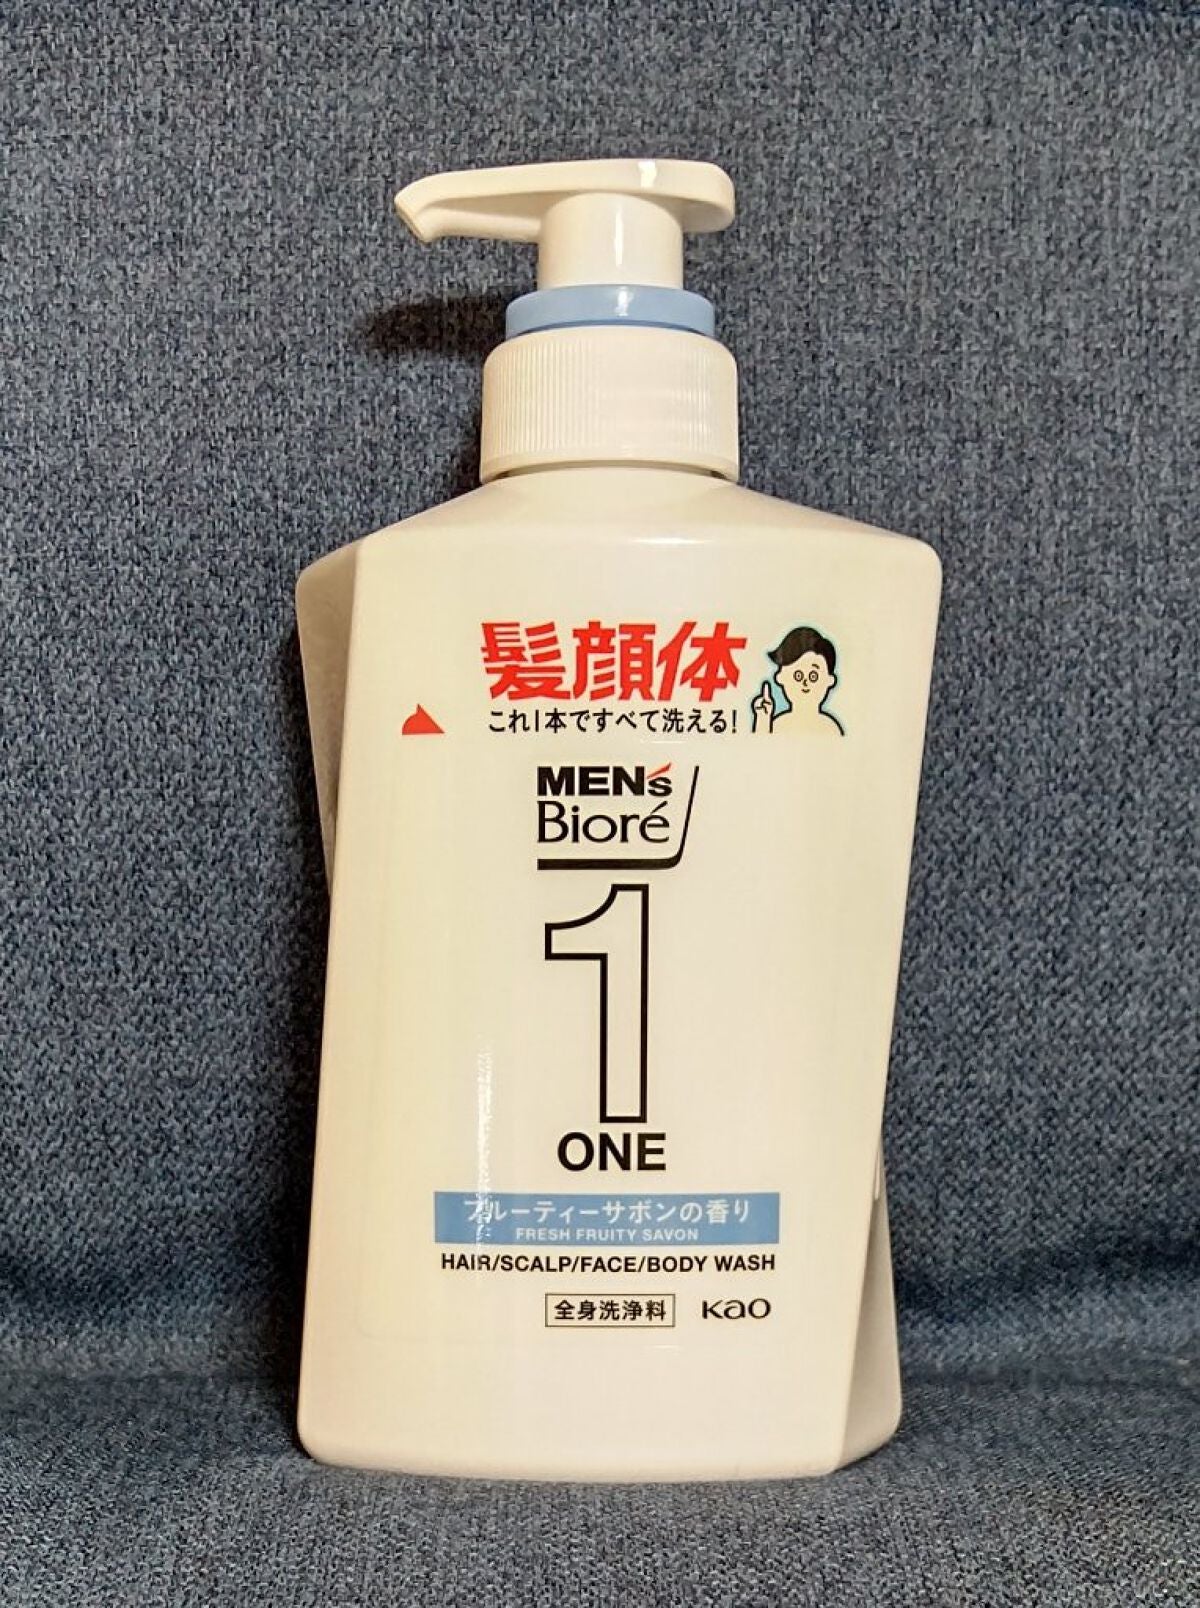 髪顔体
これ1本ですべて洗える!
MEN's
Bioré
1
ONE
フルーティーサボンの香り
FRESH FRUITY SAVON
HAIR/SCALP/FACE/BODY WASH
全身洗浄料 Kao